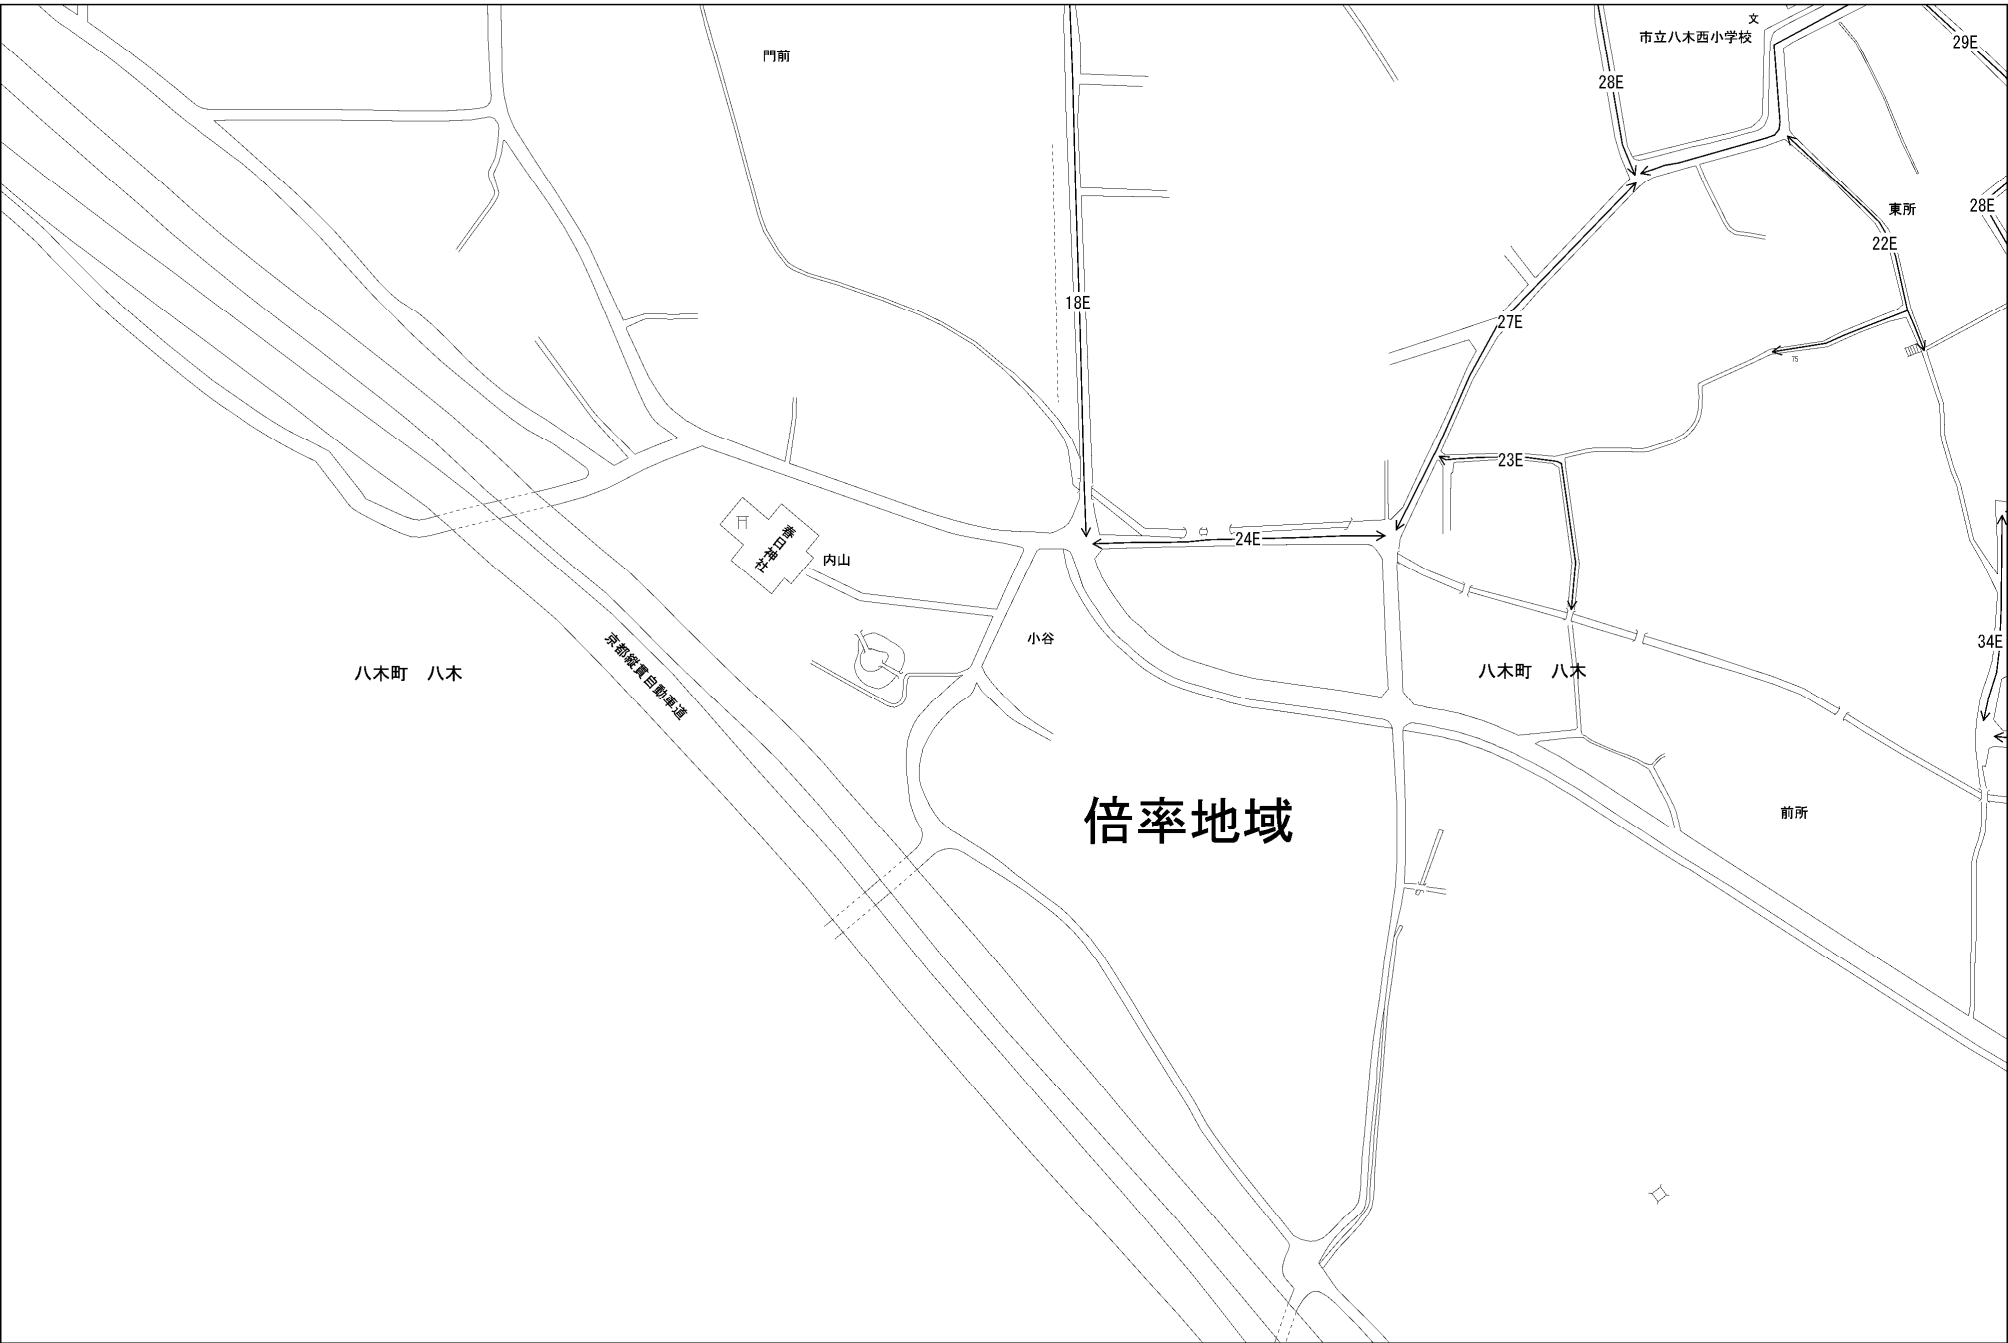 文
市立八木西小学校
29E
門前
28E
東所
28E
22E
18E
27E
75
23E
24E
春日神社
内山
小谷
34E
京都縦貫自動車道
八木町 八木
八木町 八木
倍率地域
前所